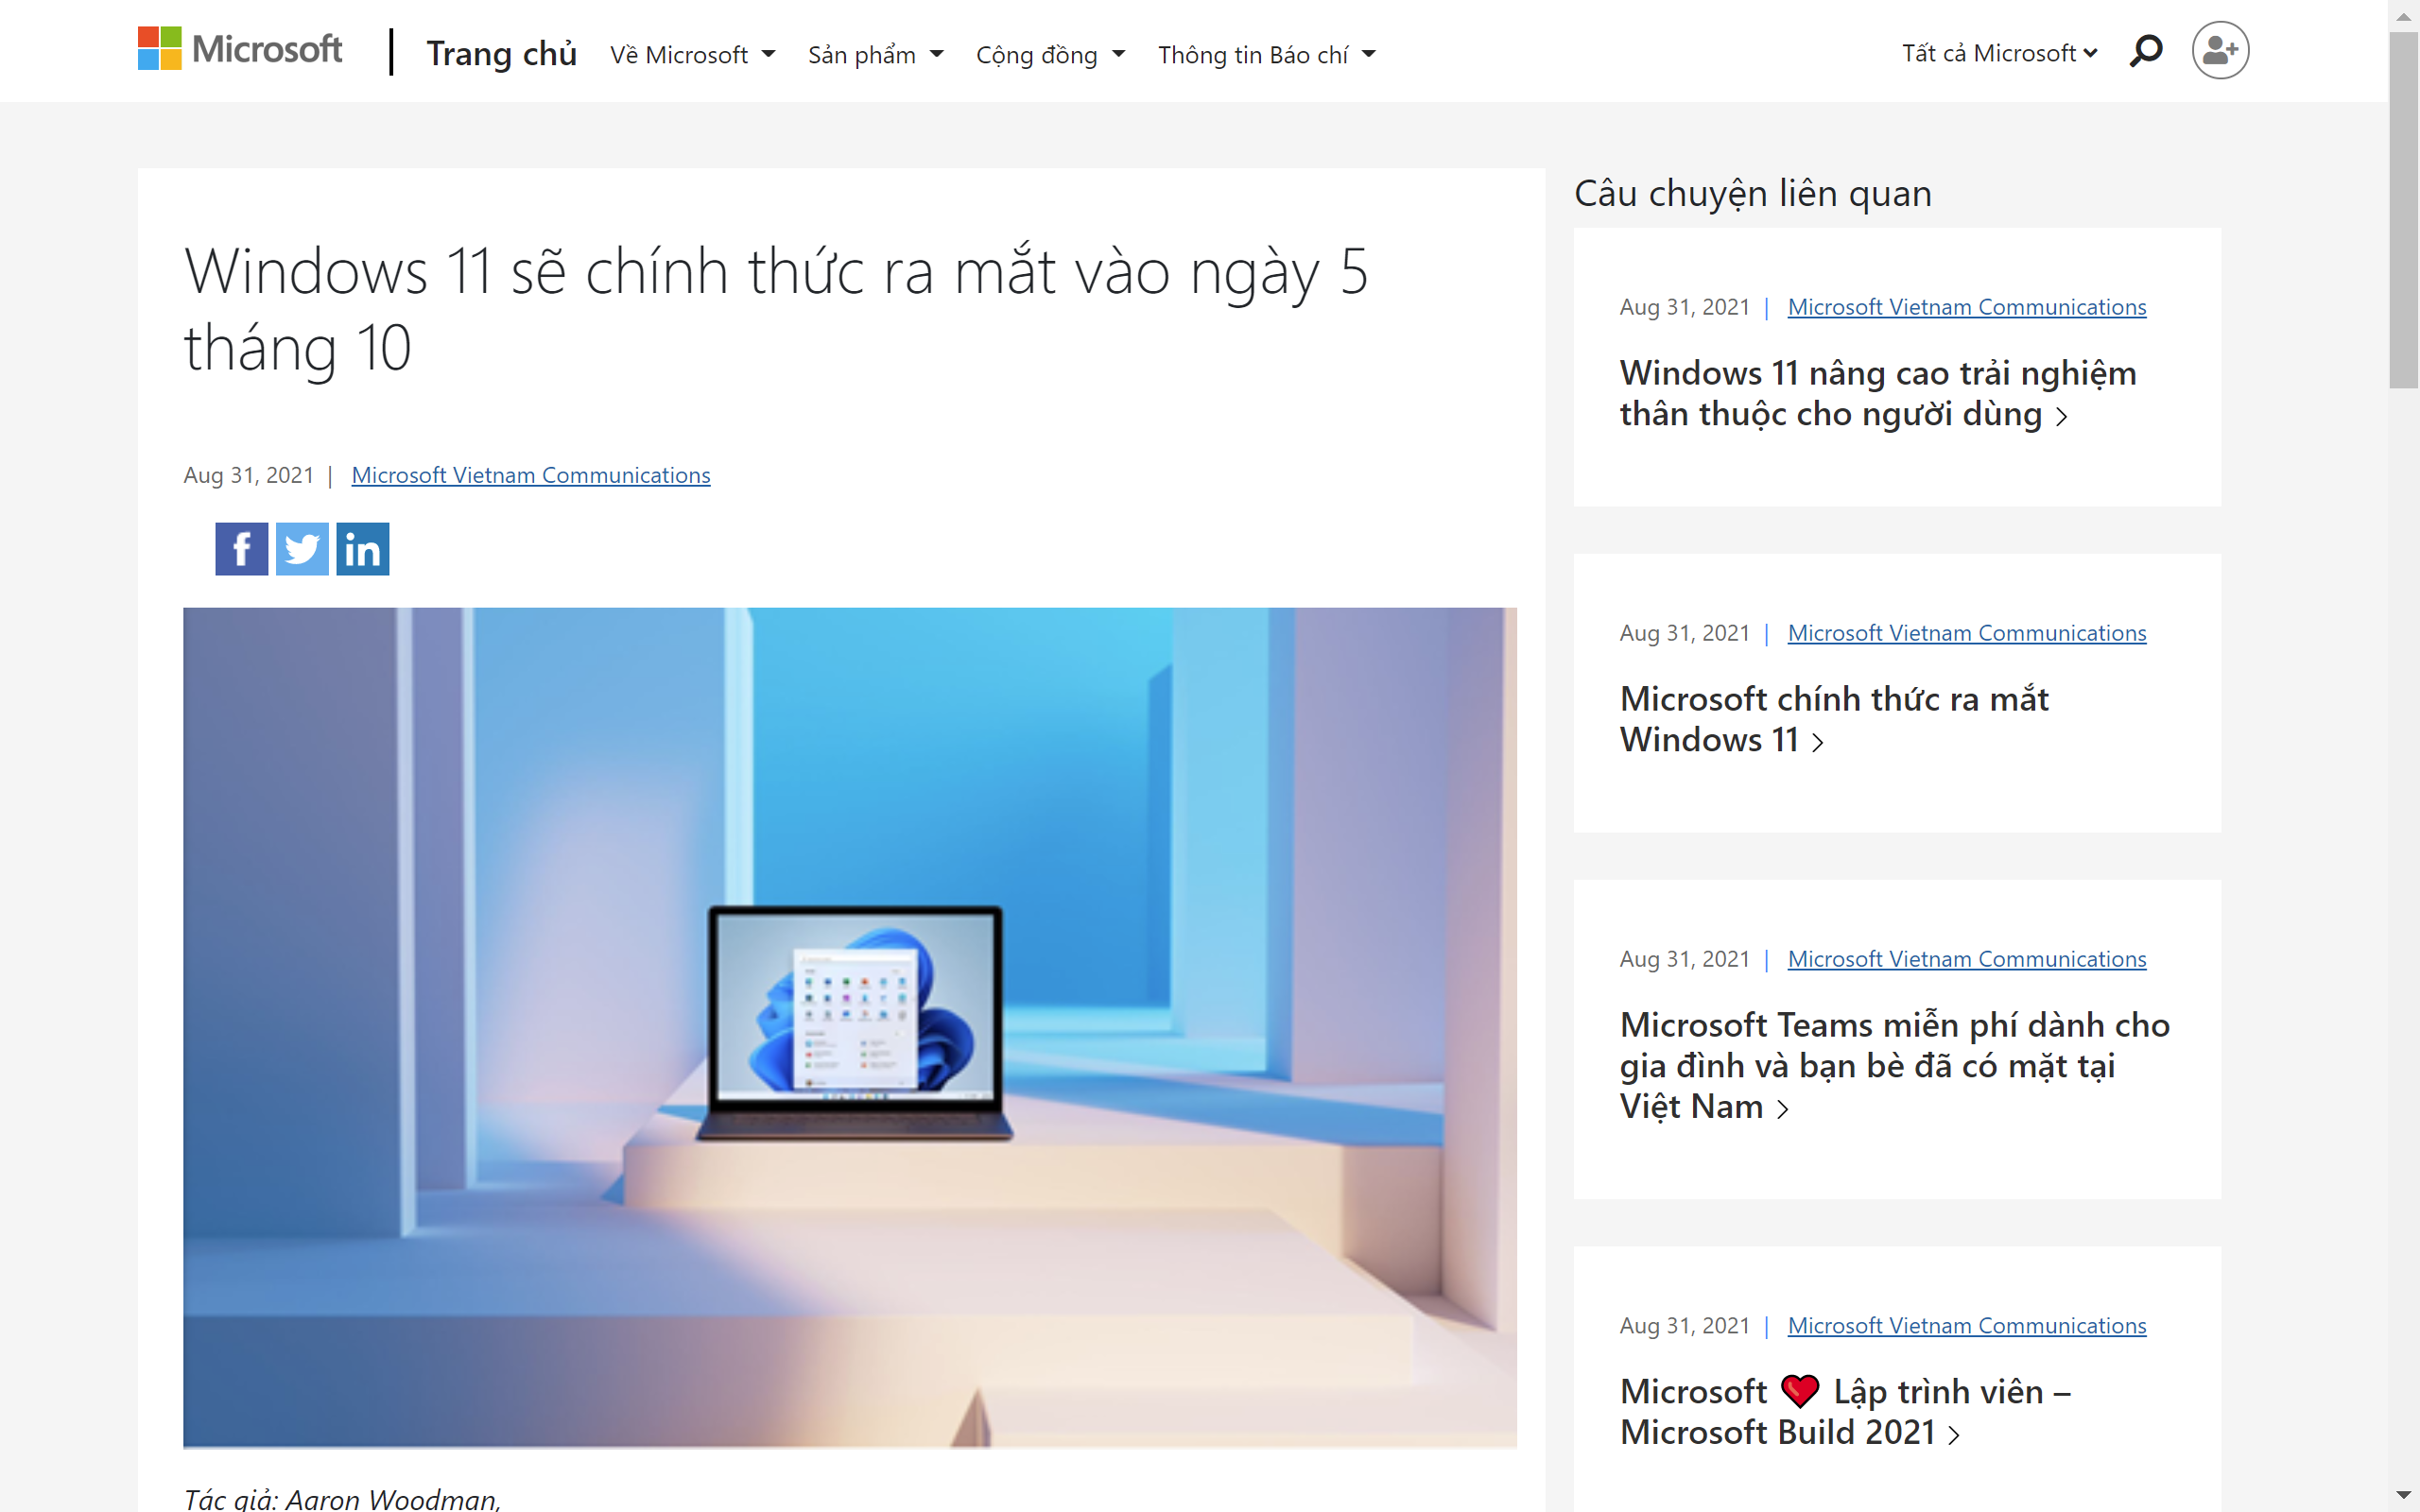 Microsoft
Trang chủ
Về Microsoft
Sản phẩm
Cộng đồng
Thông tin Báo chí
Tất cả Microsoft
Windows 11 sẽ chính thức ra mắt vào ngày 5
tháng 10
Aug 31, 2021 | Microsoft Vietnam Communications
Tác giả: Aaron Woodman,
Câu chuyện liên quan
Aug 31, 2021 | Microsoft Vietnam Communications
Windows 11 nâng cao trải nghiệm
thân thuộc cho người dùng
Aug 31, 2021 | Microsoft Vietnam Communications
Microsoft chính thức ra mắt
Windows 11
Aug 31, 2021 | Microsoft Vietnam Communications
Microsoft Teams miễn phí dành cho
gia đình và bạn bè đã có mặt tại
Việt Nam
Aug 31, 2021 | Microsoft Vietnam Communications
Microsoft ❤️ Lập trình viên –
Microsoft Build 2021